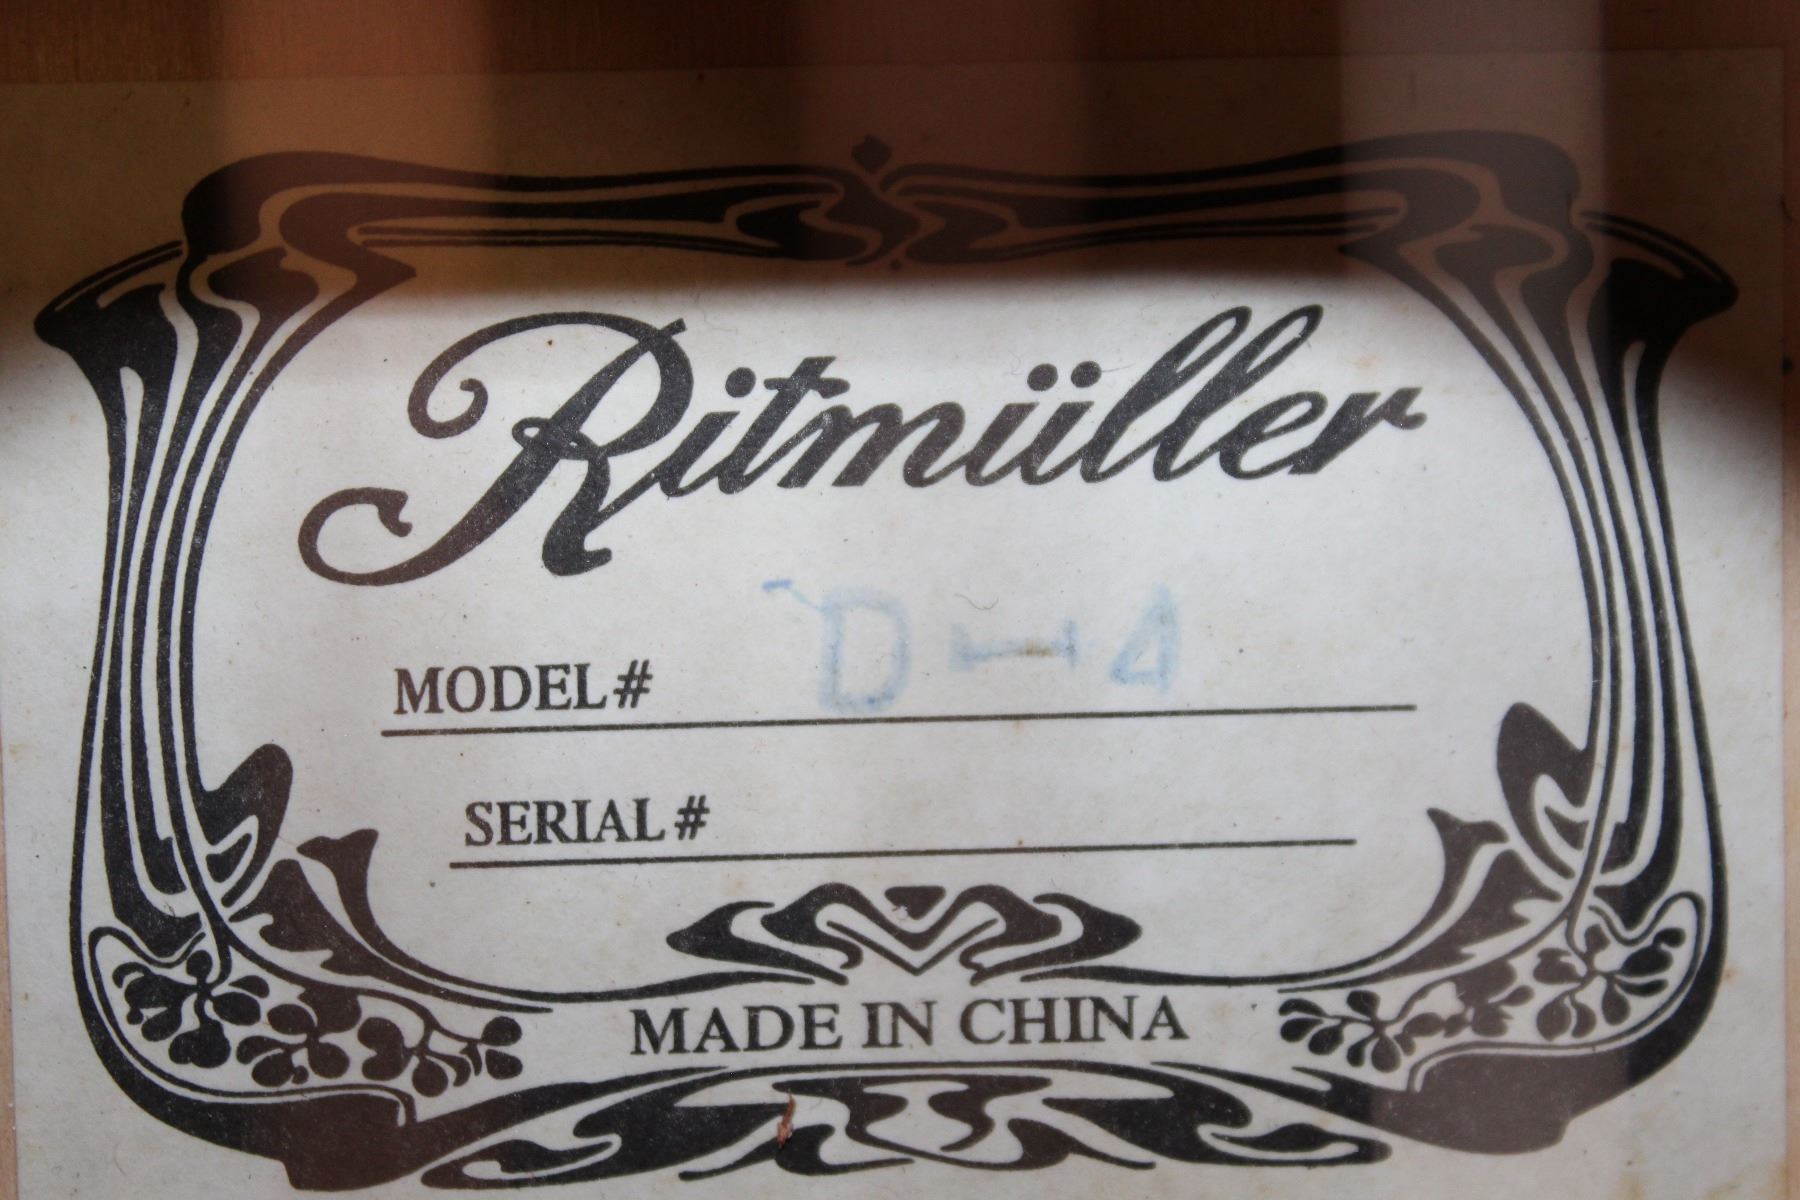 Ritmüller
MODEL# D-4
SERIAL#
MADE IN CHINA